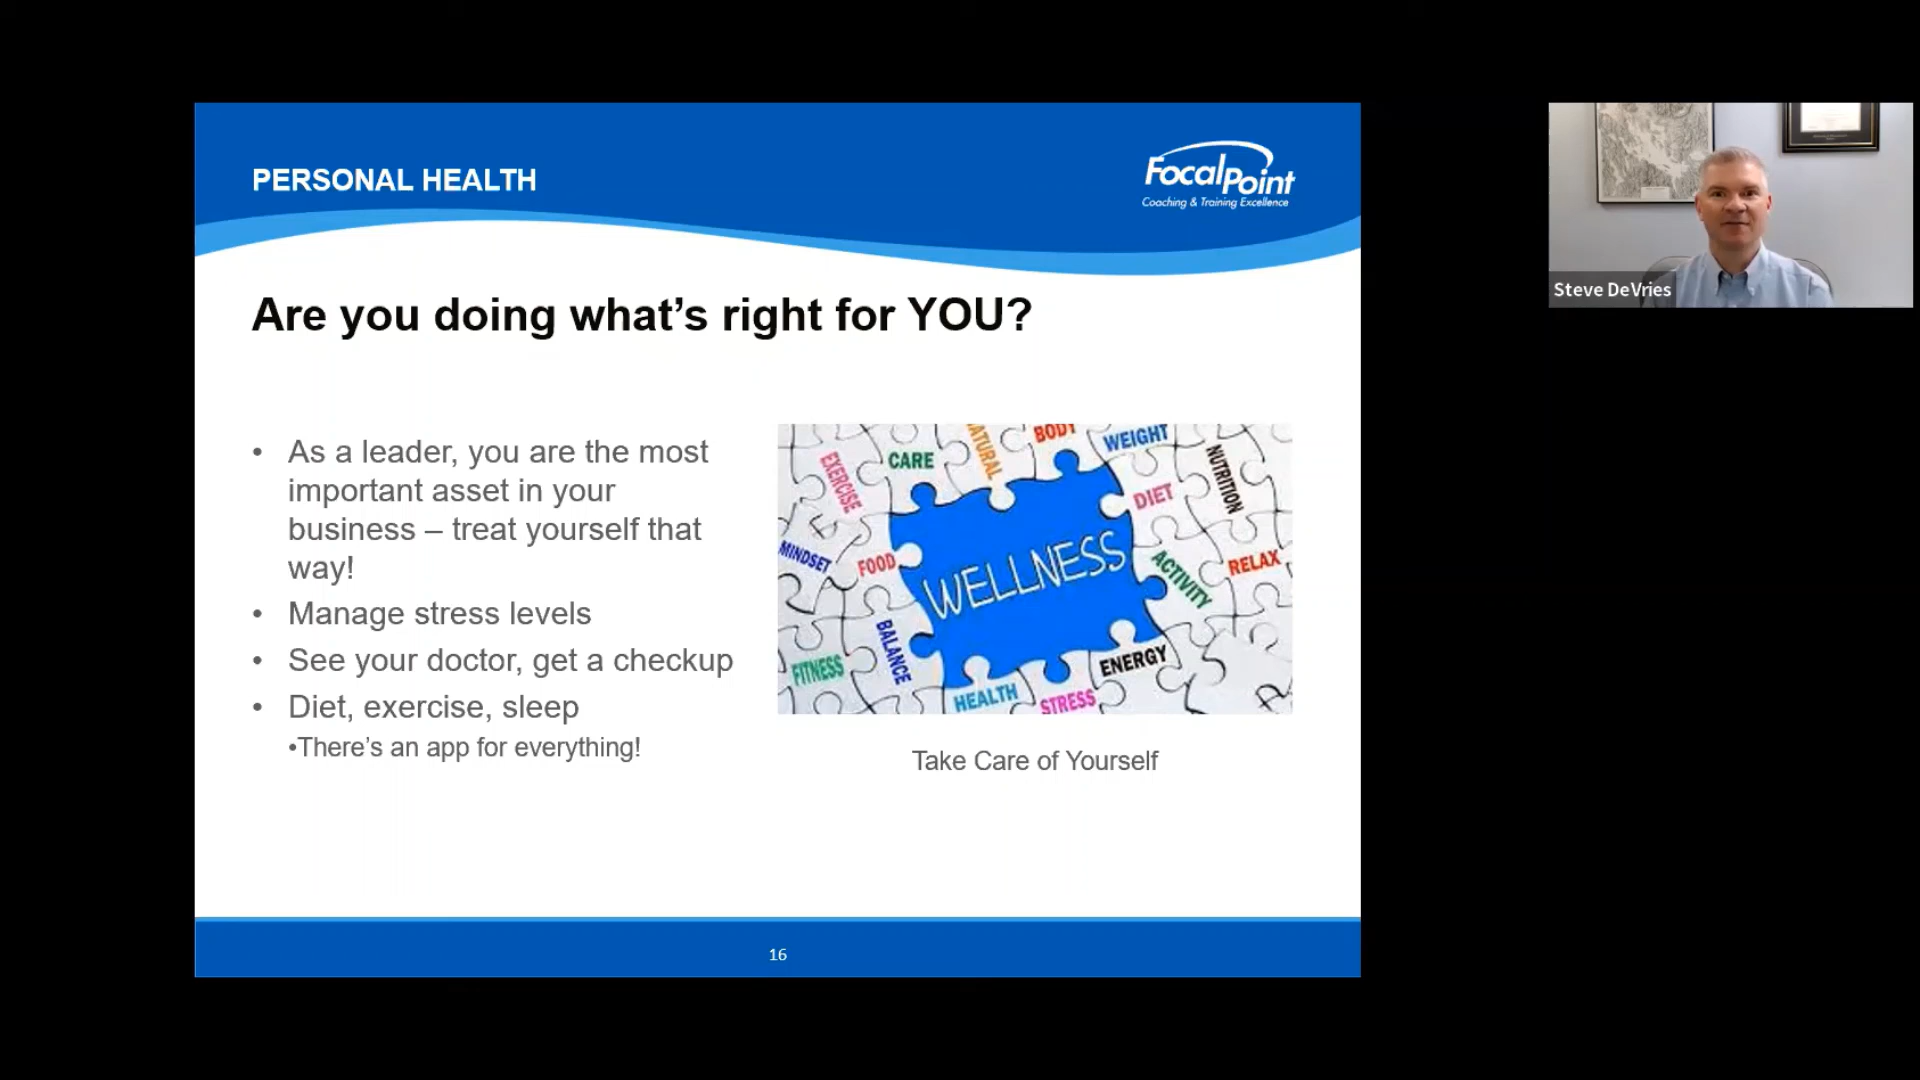 PERSONAL HEALTH
FocalPoint
Coaching & Training Excellence
Steve DeVries
Are you doing what’s right for YOU?
• As a leader, you are the most
important asset in your
business – treat yourself that
way!
• Manage stress levels
• See your doctor, get a checkup
• Diet, exercise, sleep
•There’s an app for everything!
BODY
WEIGHT
CARE
EXERCISE
NUTRITION
DIET
MINDSET
FOOD
WELLNESS
ACTIVITY
RELAX
BALANCE
FITNESS
ENERGY
HEALTH
STRESS
Take Care of Yourself
16